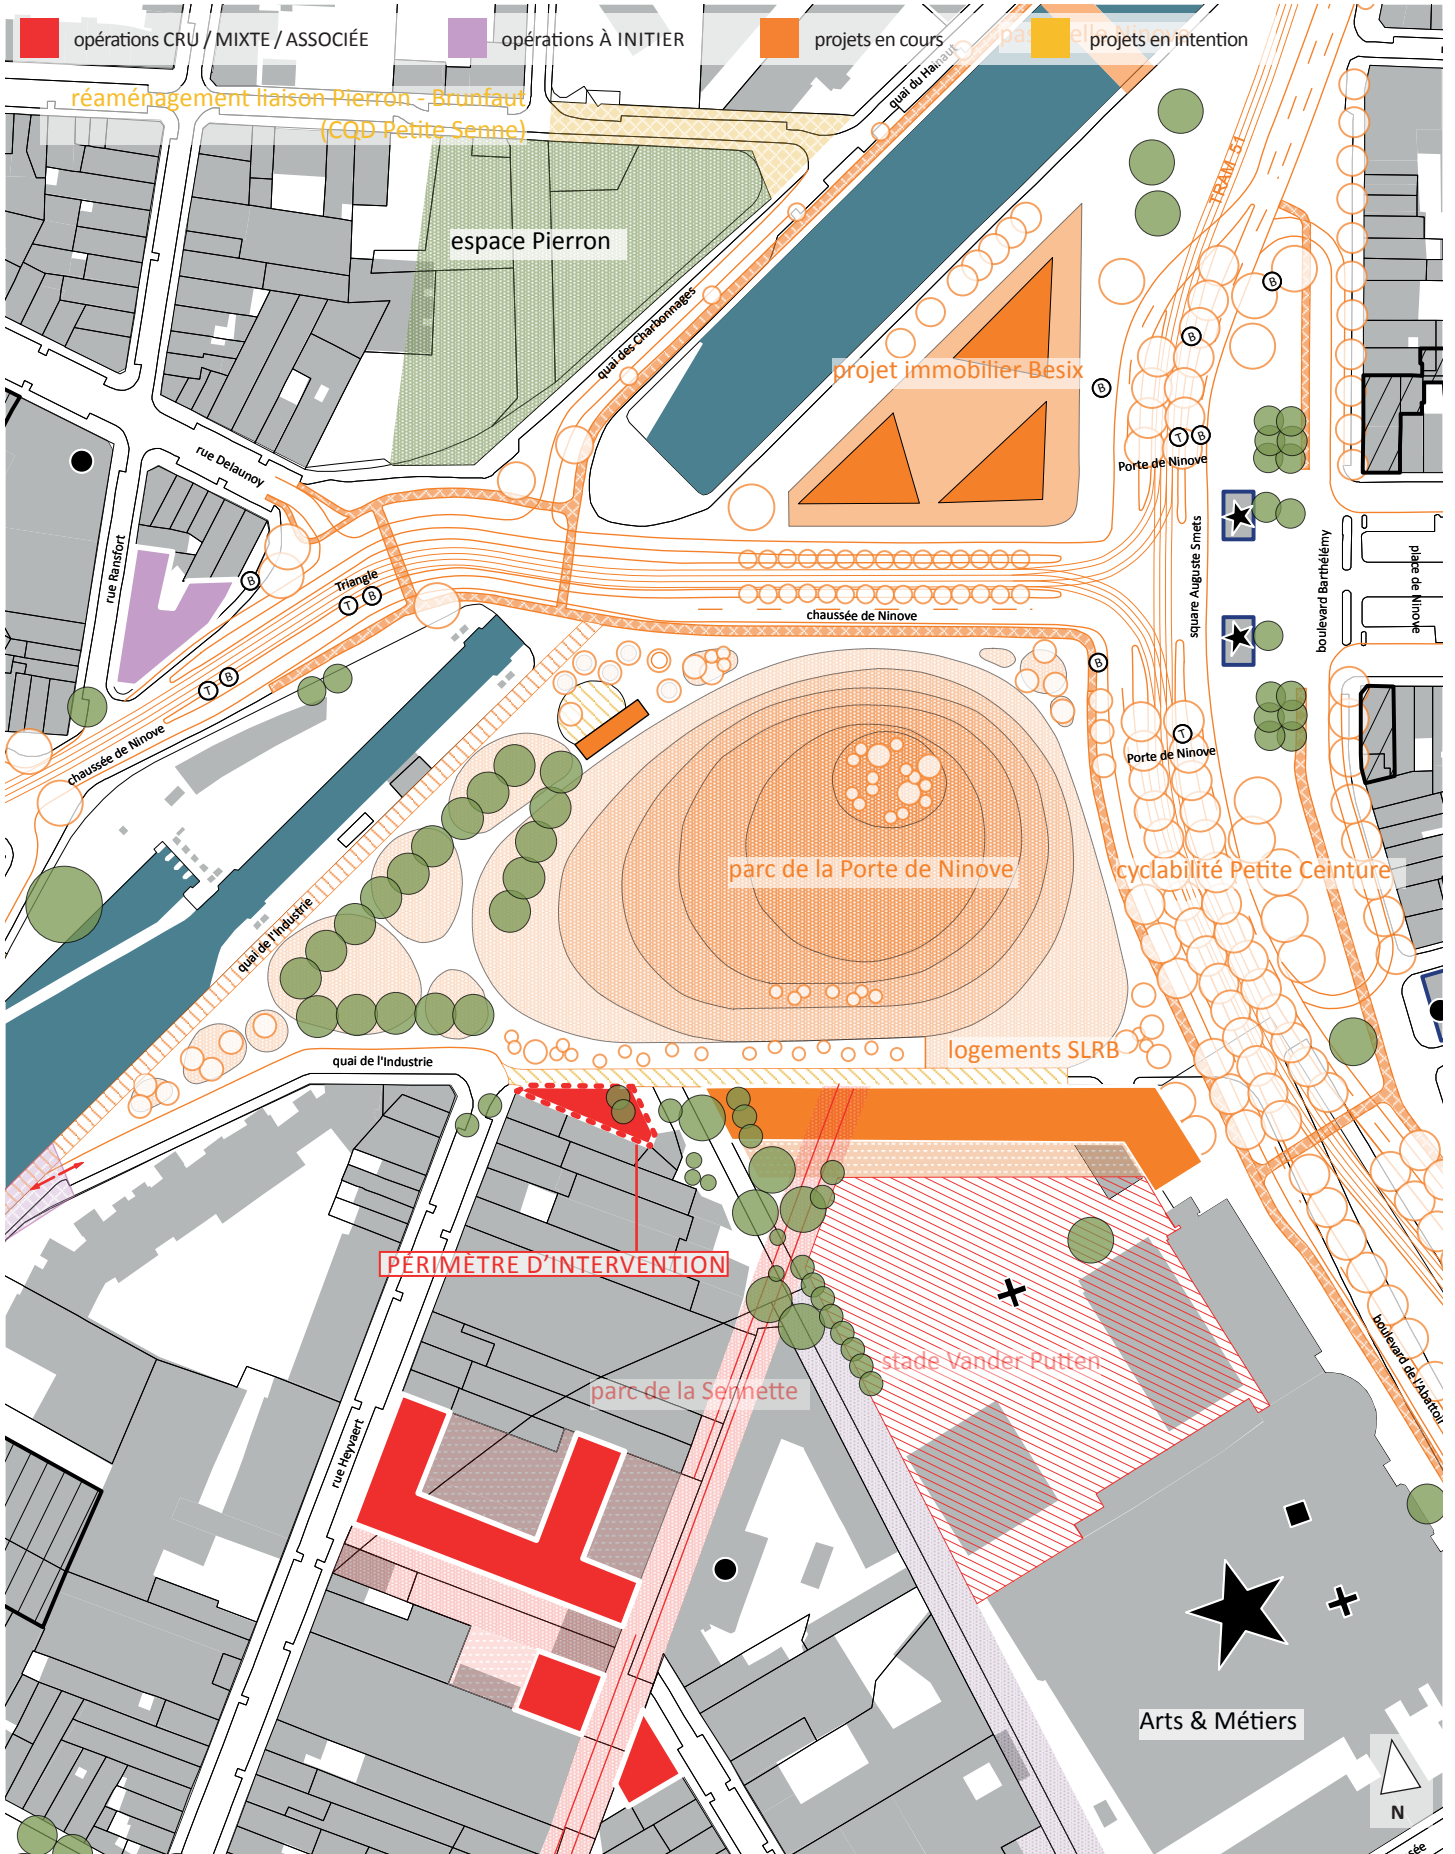 opérations CRU / MIXTE / ASSOCIÉE
opérations À INITIER
projets en cours
projets en intention
passerelle Ninove
quai du Hainaut
réaménagement liaison Pierron - Brunfaut
(CQD Petite Senne)
TRAM 51
espace Pierron
B
quai des Charbonnages
B
projet immobilier Besix
B
T
B
Porte de Ninove
rue Delaunoy
square Auguste Smets
boulevard Barthélémy
place de Ninove
rue Ransfort
B
Triangle
T
B
chaussée de Ninove
B
T
B
chaussée de Ninove
T
Porte de Ninove
parc de la Porte de Ninove
cyclabilité Petite Ceinture
quai de l'Industrie
quai de l'Industrie
logements SLRB
PÉRIMÈTRE D'INTERVENTION
stade Vander Putten
boulevard de l'Abattoir
parc de la Sennette
rue Heyvaert
Arts & Métiers
N
sée